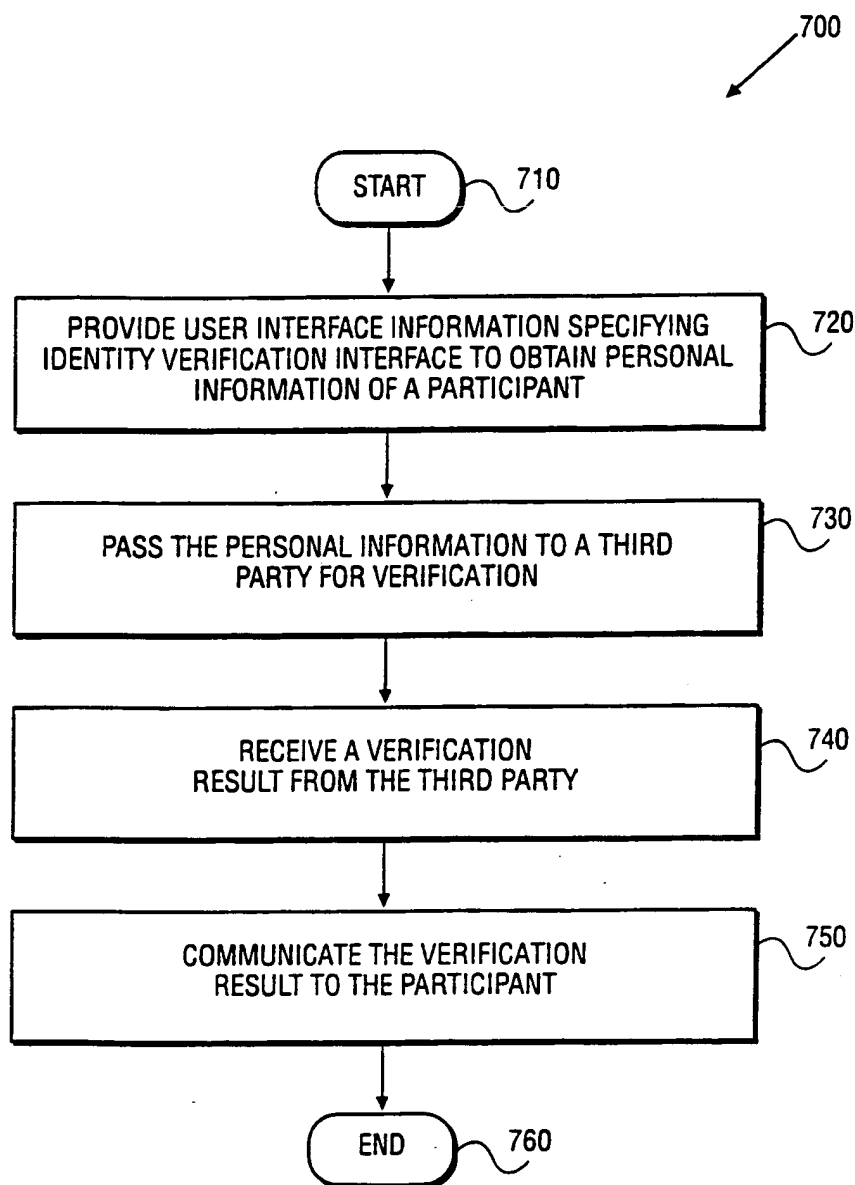 700
START
710
PROVIDE USER INTERFACE INFORMATION SPECIFYING
IDENTITY VERIFICATION INTERFACE TO OBTAIN PERSONAL
INFORMATION OF A PARTICIPANT
720
PASS THE PERSONAL INFORMATION TO A THIRD
PARTY FOR VERIFICATION
730
RECEIVE A VERIFICATION
RESULT FROM THE THIRD PARTY
740
COMMUNICATE THE VERIFICATION
RESULT TO THE PARTICIPANT
750
END
760